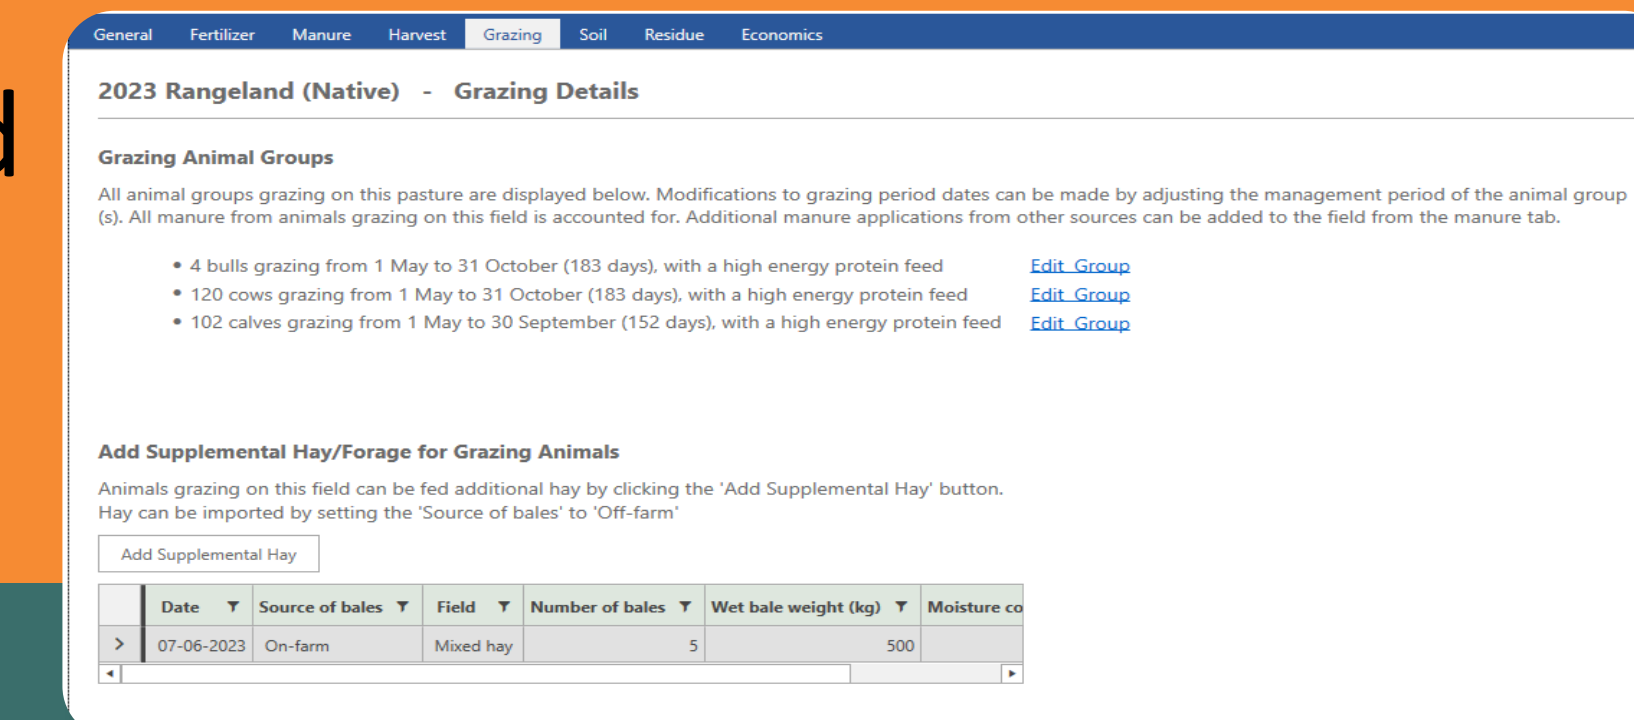 General Fertilizer Manure Harvest Grazing Soil Residue Economics
2023 Rangeland (Native) - Grazing Details
d
Grazing Animal Groups
All animal groups grazing on this pasture are displayed below. Modifications to grazing period dates can be made by adjusting the management period of the animal group
(s). All manure from animals grazing on this field is accounted for. Additional manure applications from other sources can be added to the field from the manure tab.
• 4 bulls grazing from 1 May to 31 October (183 days), with a high energy protein feed Edit Group
• 120 cows grazing from 1 May to 31 October (183 days), with a high energy protein feed Edit Group
• 102 calves grazing from 1 May to 30 September (152 days), with a high energy protein feed Edit Group
Add Supplemental Hay/Forage for Grazing Animals
Animals grazing on this field can be fed additional hay by clicking the 'Add Supplemental Hay' button.
Hay can be imported by setting the 'Source of bales' to 'Off-farm'
Add Supplemental Hay
Date Source of bales Field Number of bales Wet bale weight (kg) Moisture co
07-06-2023 On-farm Mixed hay 5 500